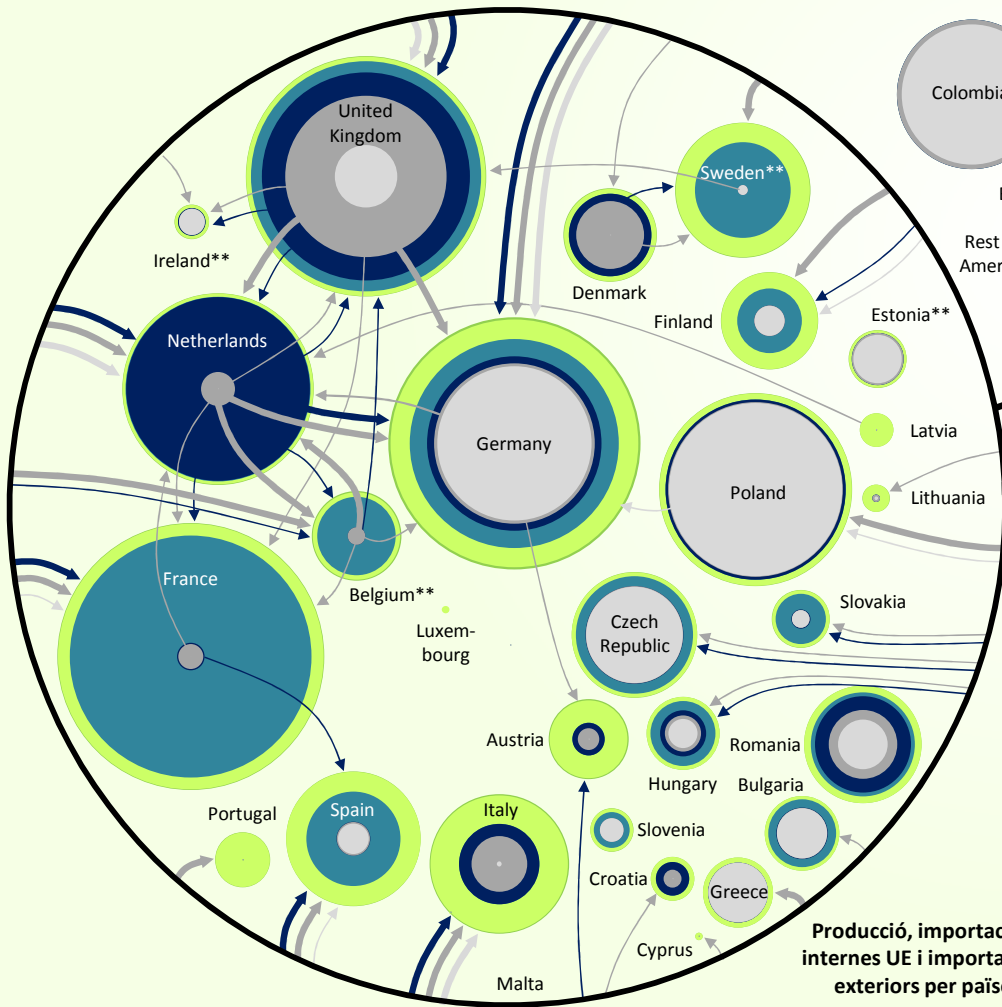 United
Kingdom
Colombia
Sweden**
Rest
Ameri
Ireland**
Denmark
Finland
Estonia**
Netherlands
Germany
Latvia
Poland
Lithuania
France
Belgium**
Slovakia
Luxem-
bourg
Czech
Republic
Austria
Hungary
Romania
Bulgaria
Portugal
Spain
Italy
Slovenia
Croatia
Greece
Cyprus
Malta
Producció, importac
internes UE i importa
exteriors per païs